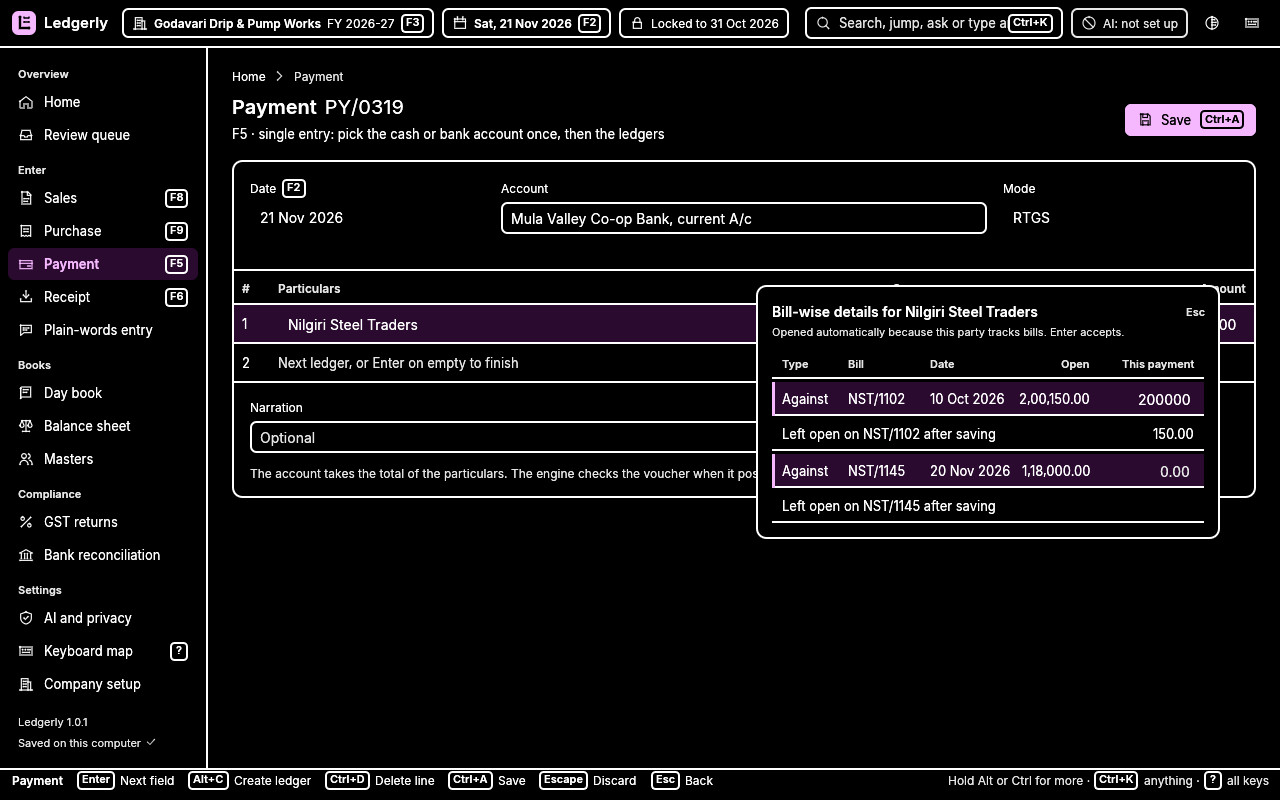 Ledgerly
Godavari Drip & Pump Works FY 2026-27 F3
Sat, 21 Nov 2026 F2
Locked to 31 Oct 2026
Search, jump, ask or type a Ctrl+K
AI: not set up
Overview
Home
Review queue
Enter
Sales F8
Purchase F9
Payment F5
Receipt F6
Plain-words entry
Books
Day book
Balance sheet
Masters
Compliance
GST returns
Bank reconciliation
Settings
AI and privacy
Keyboard map ?
Company setup
Ledgerly 1.0.1
Saved on this computer
Home > Payment
Payment PY/0319
F5 · single entry: pick the cash or bank account once, then the ledgers
Save Ctrl+A
Date F2
Account
Mode
21 Nov 2026
Mula Valley Co-op Bank, current A/c
RTGS
# Particulars
1 Nilgiri Steel Traders
2 Next ledger, or Enter on empty to finish
Narration
Optional
The account takes the total of the particulars. The engine checks the voucher when it
Bill-wise details for Nilgiri Steel Traders Esc
Opened automatically because this party tracks bills. Enter accepts.
Type Bill Date Open This payment
Against NST/1102 10 Oct 2026 2,00,150.00 200000
Left open on NST/1102 after saving 150.00
Against NST/1145 20 Nov 2026 1,18,000.00 0.00
Left open on NST/1145 after saving
Payment Enter Next field Alt+C Create ledger Ctrl+D Delete line Ctrl+A Save Escape Discard Esc Back
Hold Alt or Ctrl for more · Ctrl+K anything · ? all keys